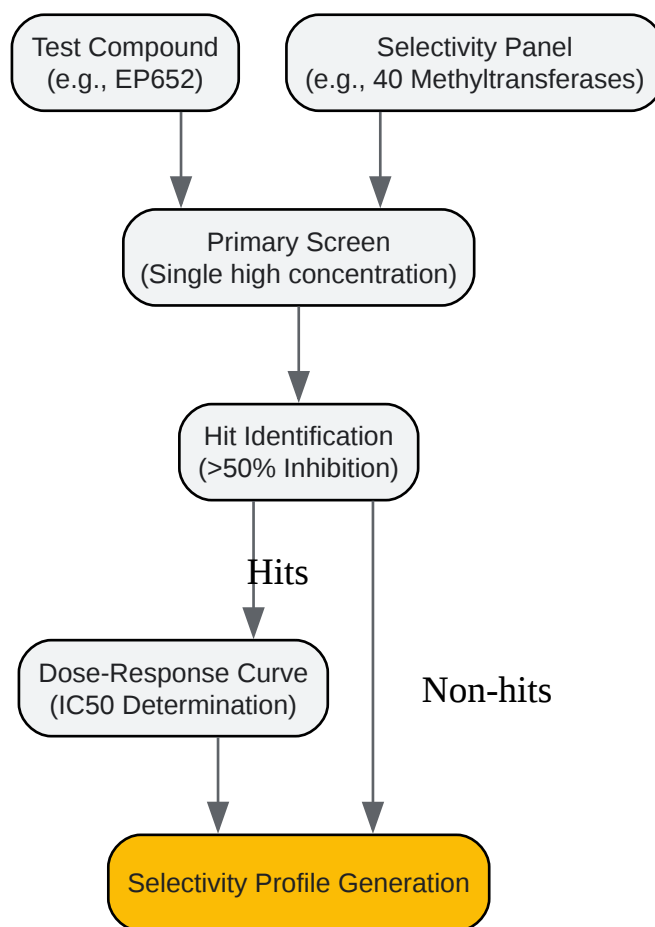 Test Compound
(e.g., EP652)
Selectivity Panel
(e.g., 40 Methyltransferases)
Primary Screen
(Single high concentration)
Hit Identification
(>50% Inhibition)
Hits
Dose-Response Curve
(IC50 Determination)
Non-hits
Selectivity Profile Generation